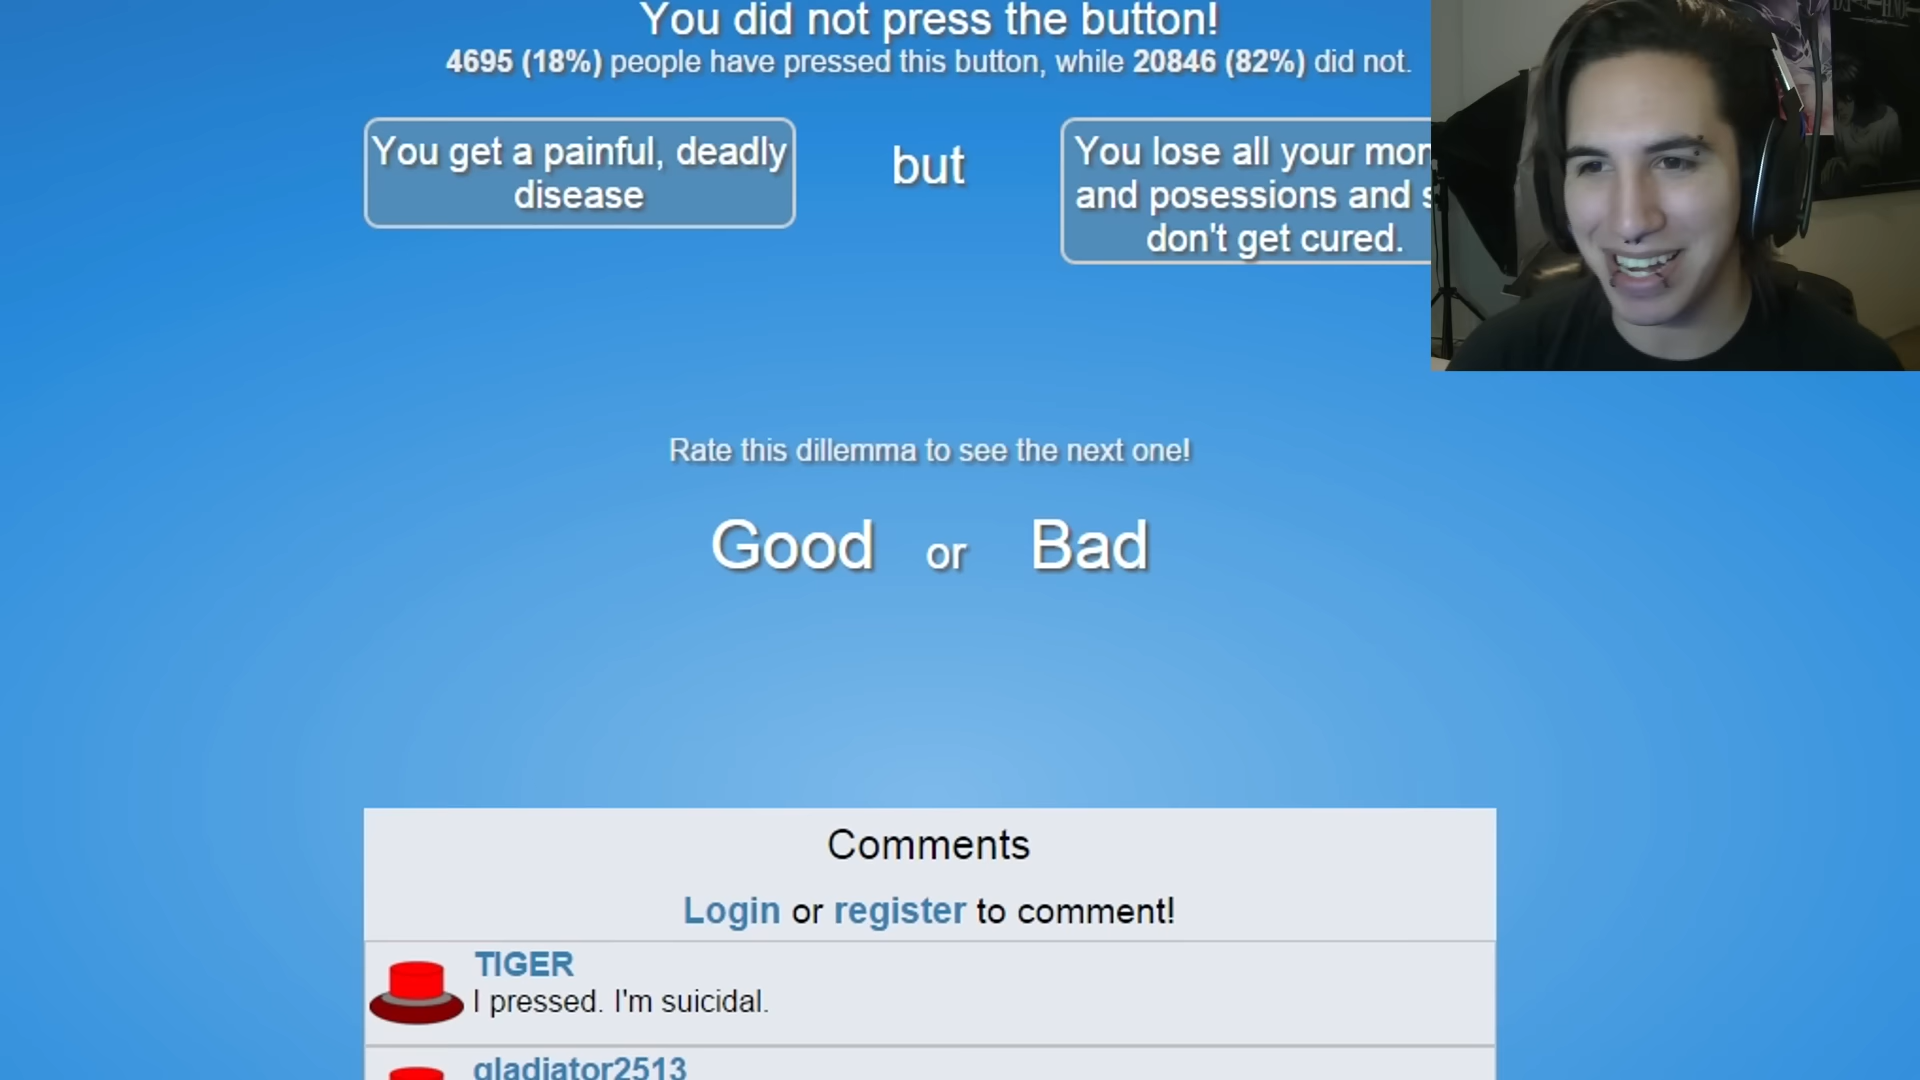 You did not press the button!
4695 (18%) people have pressed this button, while 20846 (82%) did not.
You get a painful, deadly
disease
but
You lose all your
and posessions and
don't get cured.
Rate this dillemma to see the next one!
Good or Bad
Comments
Login or register to comment!
TIGER
I pressed. I'm suicidal.
gladiator2513